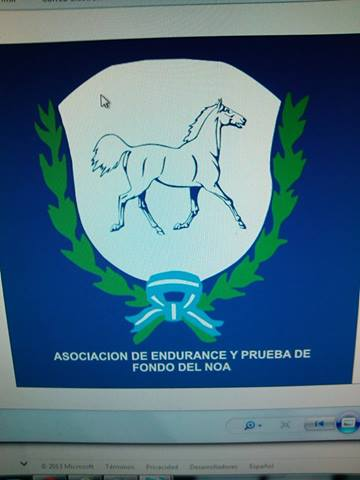 ASOCIACION DE ENDURANCE Y PRUEBA DE
FONDO DEL NOA
© 2013 Microsoft Términos Privacidad Desarrolladores Español